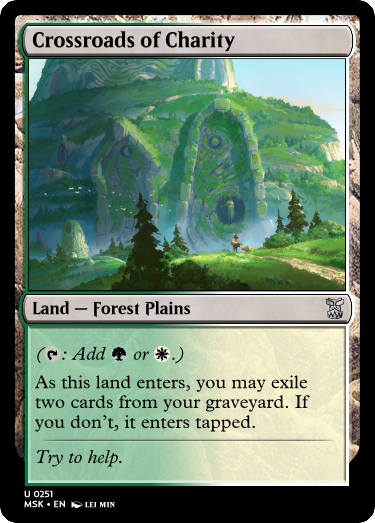 Crossroads of Charity
Land — Forest Plains
(: Add or .)
As this land enters, you may exile
two cards from your graveyard. If
you don't, it enters tapped.
Try to help.
U 0251
MSK • EN LEI MIN